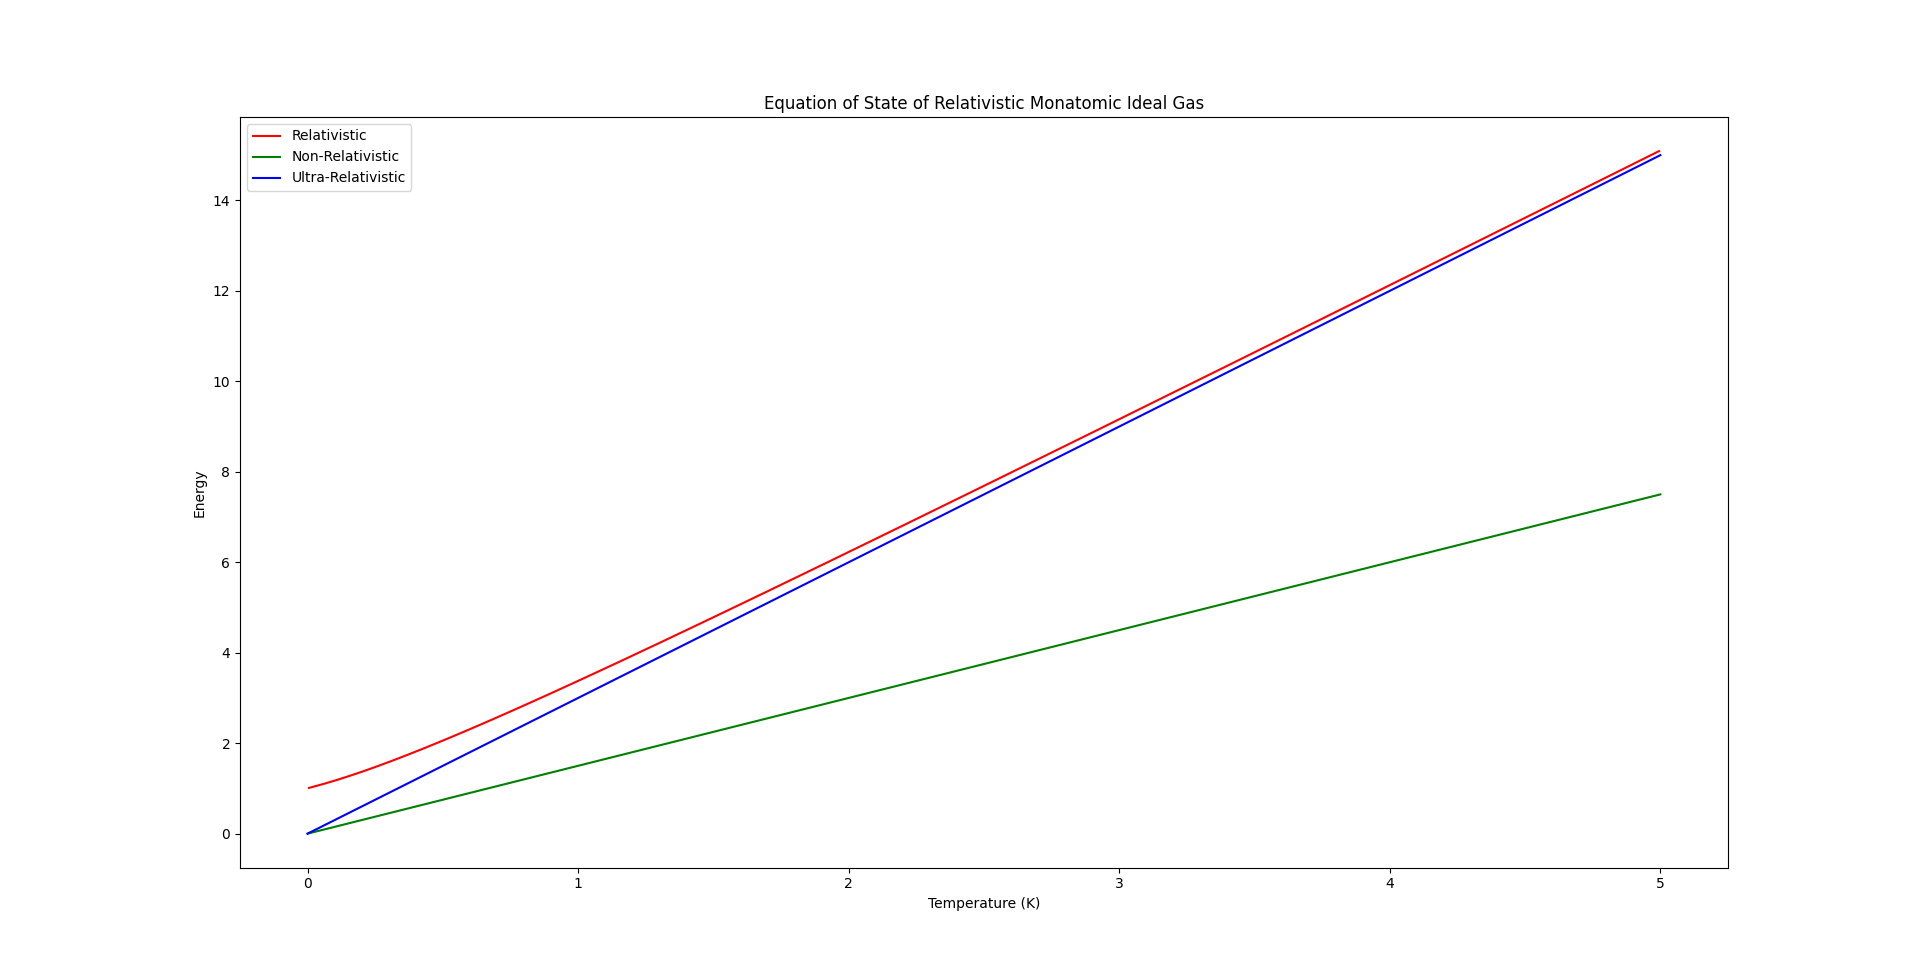 Equation of State of Relativistic Monatomic Ideal Gas
Relativistic
Non-Relativistic
Ultra-Relativistic
14
12
10
8
6
4
2
0
Energy
0 1 2 3 4 5
Temperature (K)